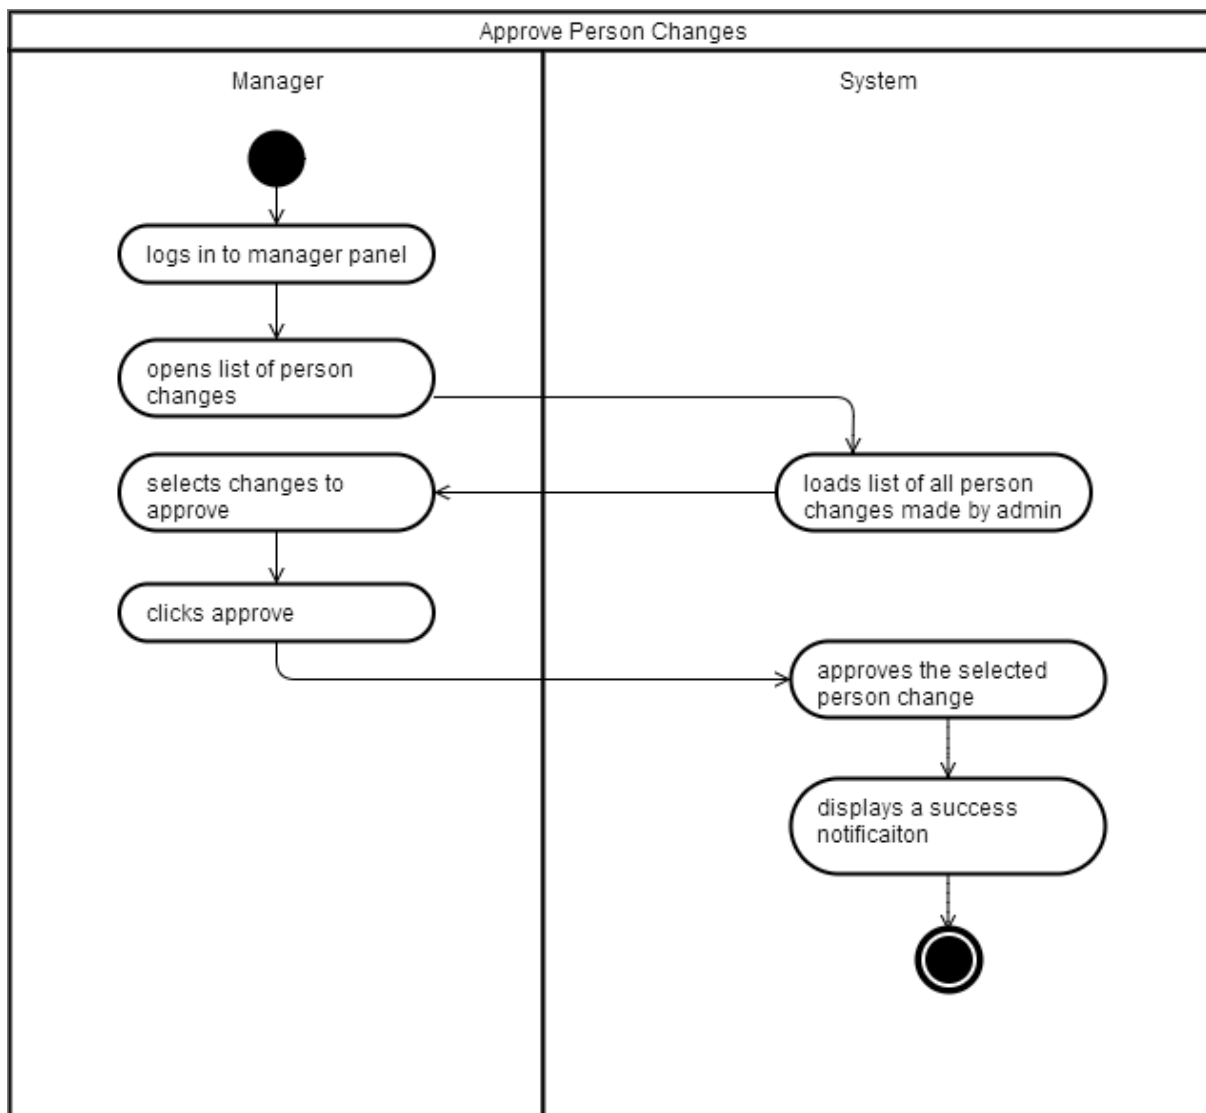 Approve Person Changes
Manager
System
logs in to manager panel
opens list of person
changes
loads list of all person
changes made by admin
selects changes to
approve
clicks approve
approves the selected
person change
displays a success
notificaiton